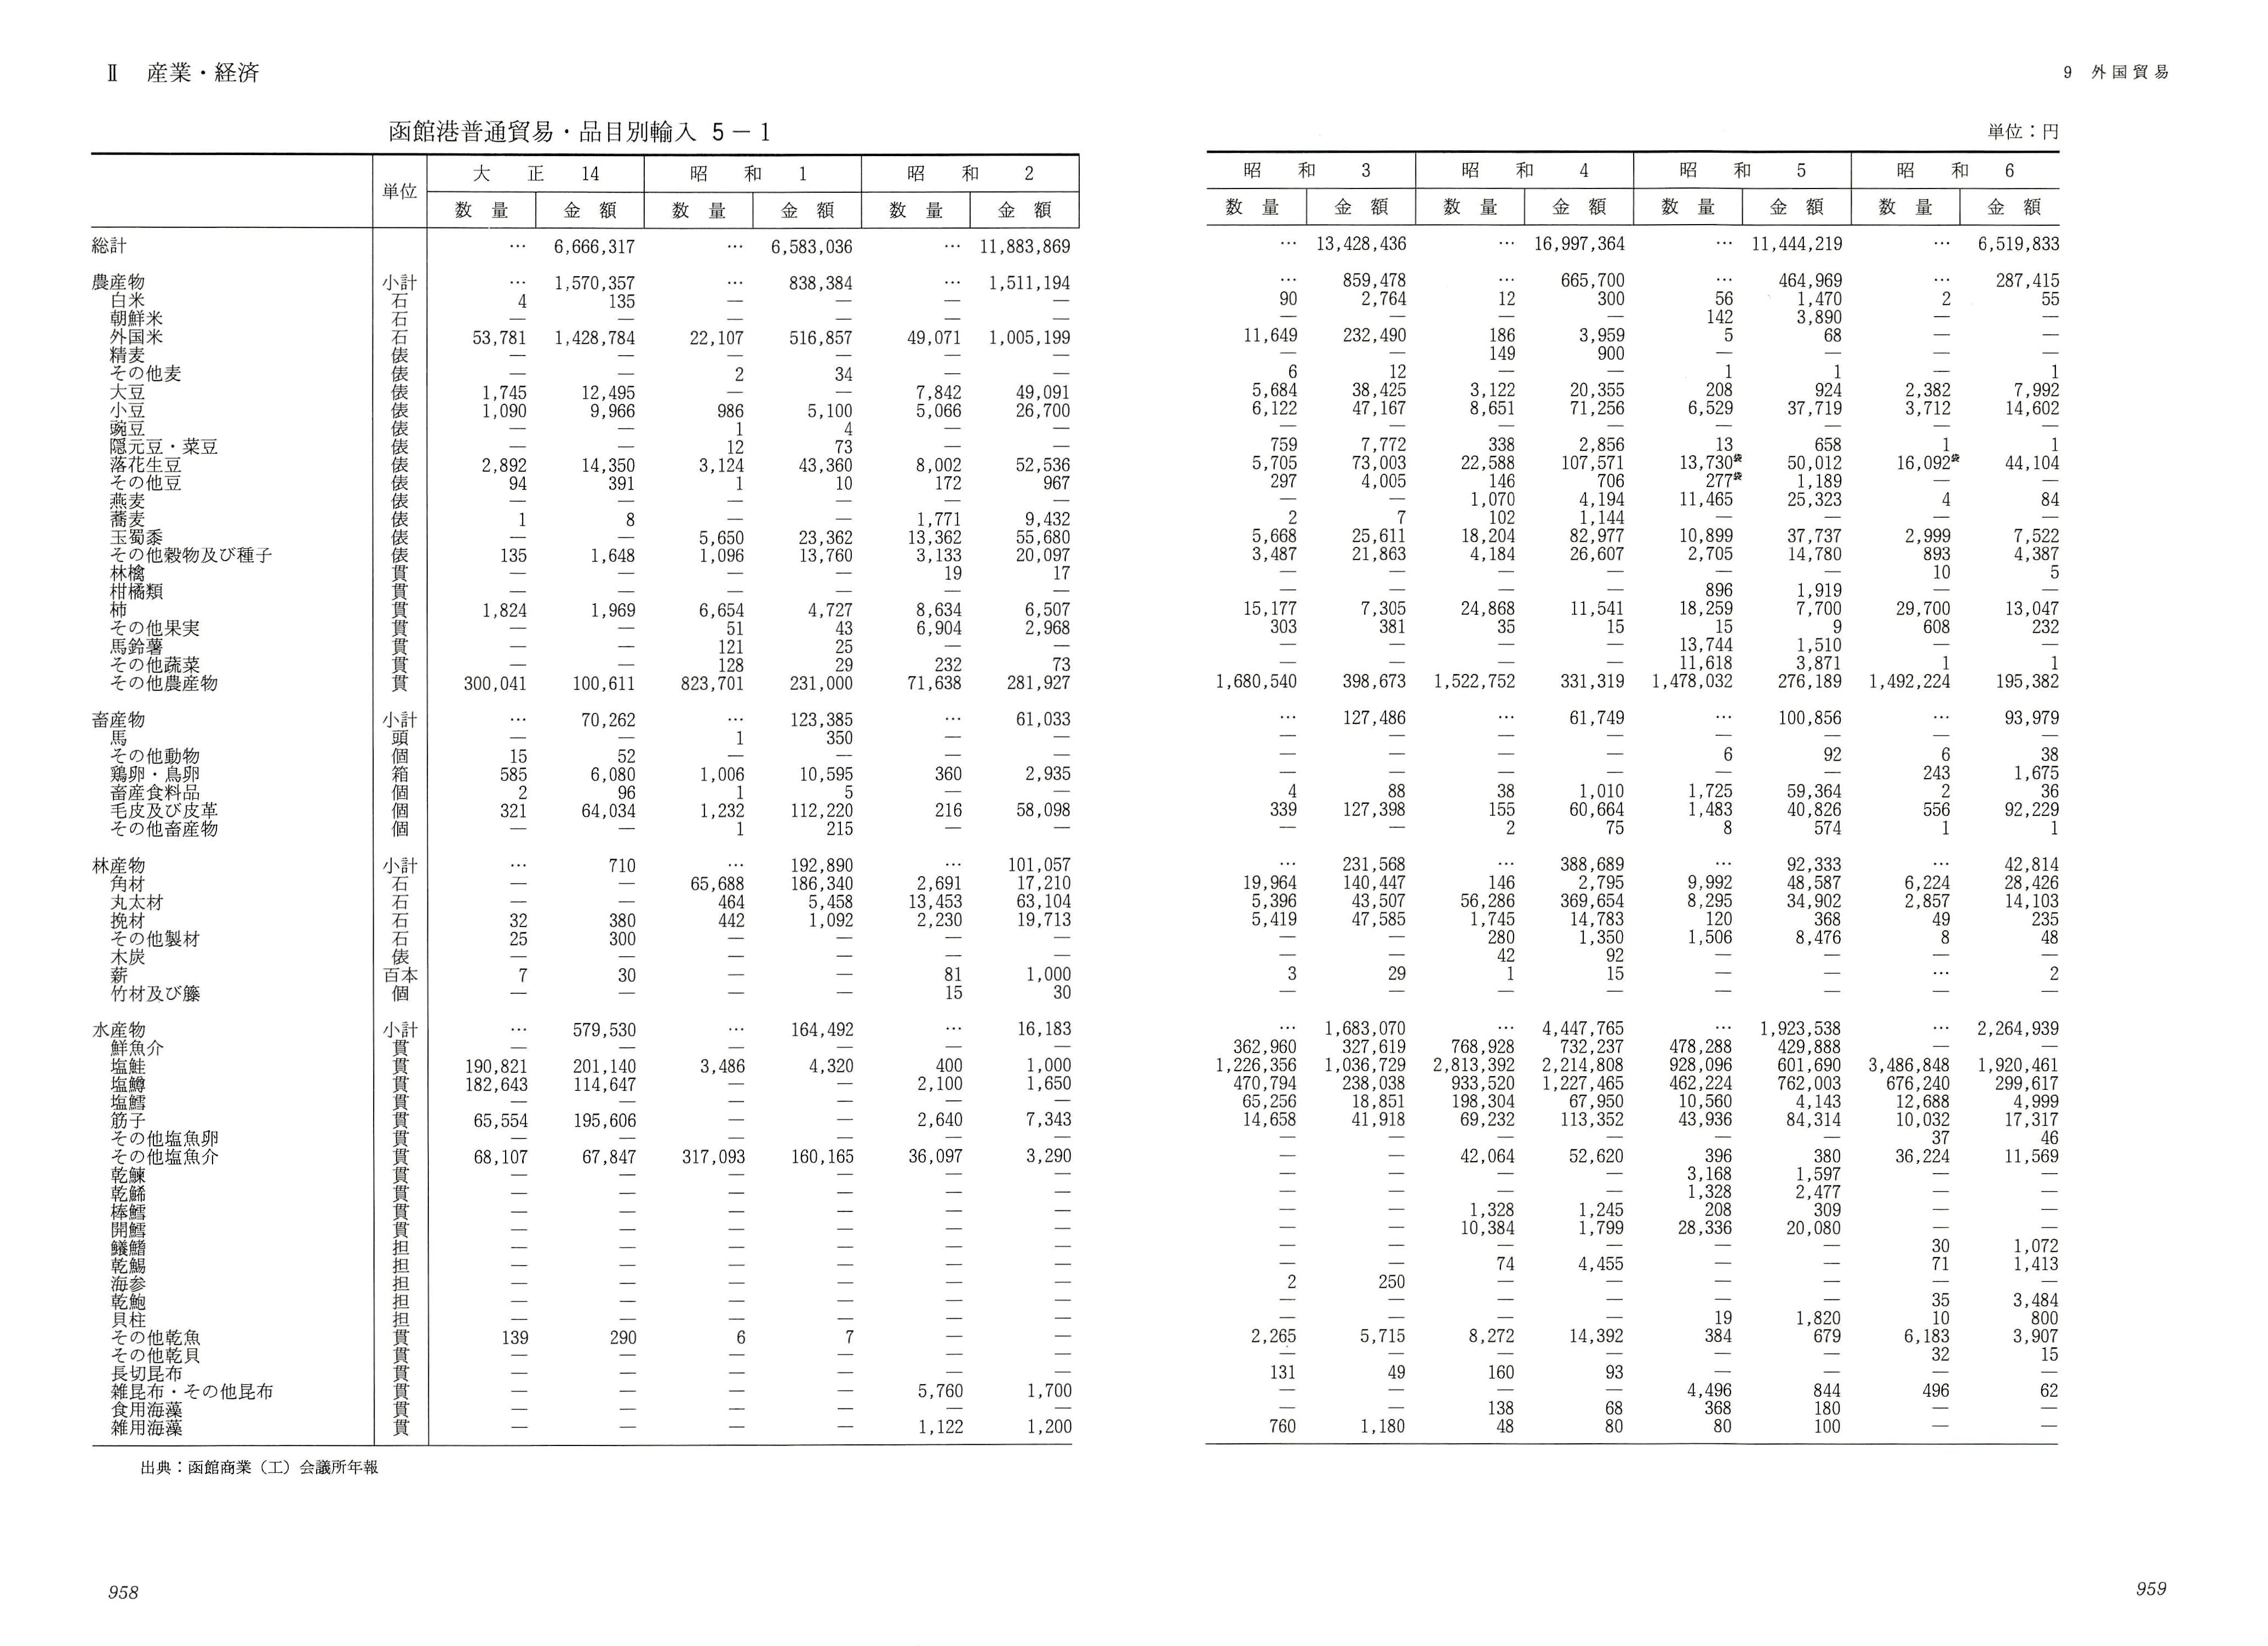 Ⅱ 産業・経済
函館港普通貿易・品目別輸入 5－1
単位 大正14 昭和1 昭和2
数量 金額 数量 金額 数量 金額
総計 … 6,666,317 … 6,583,036 … 11,883,869
農産物 小計 … 1,570,357 … 838,384 … 1,511,194
白米 石 4 135 — — — —
朝鮮米 石 — — — — — —
外国米 石 53,781 1,428,784 22,107 516,857 49,071 1,005,199
精麦 俵 — — — — — —
その他麦 俵 — — 2 34 — —
大豆 俵 1,745 12,495 — — 7,842 49,091
小豆 俵 1,090 9,966 986 5,100 5,066 26,700
豌豆 俵 — — 1 4 — —
隠元豆・菜豆 俵 — — 12 73 — —
落花生豆 俵 2,892 14,350 3,124 43,360 8,002 52,536
その他豆 俵 94 391 1 10 172 967
燕麦 俵 — — — — — —
蕎麦 俵 1 8 — — 1,771 9,432
玉蜀黍 俵 — — 5,650 23,362 13,362 55,680
その他穀物及び種子 俵 135 1,648 1,096 13,760 3,133 20,097
林檎 貫 — — — — 19 17
柑橘類 貫 — — — — — —
柿 貫 1,824 1,969 6,654 4,727 8,634 6,507
その他果実 貫 — — 51 43 6,904 2,968
馬鈴薯 貫 — — 121 25 — —
その他蔬菜 貫 — — 128 29 232 73
その他農産物 貫 300,041 100,611 823,701 231,000 71,638 281,927
畜産物 小計 … 70,262 … 123,385 … 61,033
馬 頭 — — 1 350 — —
その他動物 個 15 52 — — — —
鶏卵・鳥卵 箱 585 6,080 1,006 10,595 360 2,935
畜産食料品 個 2 96 1 5 — —
毛皮及び皮革 個 321 64,034 1,232 112,220 216 58,098
その他畜産物 個 — — 1 215 — —
林産物 小計 … 710 … 192,890 … 101,057
角材 石 — — 65,688 186,340 2,691 17,210
丸太材 石 — — 464 5,458 13,453 63,104
挽材 石 32 380 442 1,092 2,230 19,713
その他製材 石 25 300 — — — —
木炭 俵 — — — — — —
薪 百本 7 30 — — 81 1,000
竹材及び籐 個 — — — — 15 30
水産物 小計 … 579,530 … 164,492 … 16,183
鮮魚介 貫 — — — — — —
塩鮭 貫 190,821 201,140 3,486 4,320 400 1,000
塩鱒 貫 182,643 114,647 — — 2,100 1,650
塩鱈 貫 — — — — — —
筋子 貫 65,554 195,606 — — 2,640 7,343
その他塩魚卵 貫 — — — — — —
その他塩魚介 貫 68,107 67,847 317,093 160,165 36,097 3,290
乾鰊 貫 — — — — — —
乾鯑 貫 — — — — — —
棒鱈 貫 — — — — — —
開鱈 貫 — — — — — —
担 — — — — — —
担 — — — — — —
海参 担 — — — — — —
乾鮑 担 — — — — — —
貝柱 担 — — — — — —
その他乾魚 貫 139 290 6 7 — —
その他乾貝 貫 — — — — — —
長切昆布 貫 — — — — — —
雑昆布・その他昆布 貫 — — — — 5,760 1,700
食用海藻 貫 — — — — — —
雑用海藻 貫 — — — — 1,122 1,200
出典：函館商業（工）会議所年報
958
9 外国貿易
単位：円
昭和3 昭和4 昭和5 昭和6
数量 金額 数量 金額 数量 金額 数量 金額
… 13,428,436 … 16,997,364 … 11,444,219 … 6,519,833
… 859,478 … 665,700 … 464,969 … 287,415
90 2,764 12 300 56 1,470 2 55
— — — — 142 3,890 — —
11,649 232,490 186 3,959 5 68 — —
— — 149 900 — — — —
6 12 — — 1 1 — 1
5,684 38,425 3,122 20,355 208 924 2,382 7,992
6,122 47,167 8,651 71,256 6,529 37,719 3,712 14,602
— — — — — — — —
759 7,772 338 2,856 13 658 1 1
5,705 73,003 22,588 107,571 13,730袋 50,012 16,092袋 44,104
297 4,005 146 706 277袋 1,189 — —
— — 1,070 4,194 11,465 25,323 4 84
2 7 102 1,144 — — — —
5,668 25,611 18,204 82,977 10,899 37,737 2,999 7,522
3,487 21,863 4,184 26,607 2,705 14,780 893 4,387
— — — — — — 10 5
— — — — 896 1,919 — —
15,177 7,305 24,868 11,541 18,259 7,700 29,700 13,047
303 381 35 15 15 9 608 232
— — — — 13,744 1,510 — —
— — — — 11,618 3,871 1 1
1,680,540 398,673 1,522,752 331,319 1,478,032 276,189 1,492,224 195,382
… 127,486 … 61,749 … 100,856 … 93,979
— — — — — — — —
— — — — 6 92 6 38
— — — — — — 243 1,675
4 88 38 1,010 1,725 59,364 2 36
339 127,398 155 60,664 1,483 40,826 556 92,229
— — 2 75 8 574 1 1
… 231,568 … 388,689 … 92,333 … 42,814
19,964 140,447 146 2,795 9,992 48,587 6,224 28,426
5,396 43,507 56,286 369,654 8,295 34,902 2,857 14,103
5,419 47,585 1,745 14,783 120 368 49 235
— — 280 1,350 1,506 8,476 8 48
— — 42 92 — — — —
3 29 1 15 — — … 2
— — — — — — — —
… 1,683,070 … 4,447,765 … 1,923,538 … 2,264,939
362,960 327,619 768,928 732,237 478,288 429,888 — —
1,226,356 1,036,729 2,813,392 2,214,808 928,096 601,690 3,486,848 1,920,461
470,794 238,038 933,520 1,227,465 462,224 762,003 676,240 299,617
65,256 18,851 198,304 67,950 10,560 4,143 12,688 4,999
14,658 41,918 69,232 113,352 43,936 84,314 10,032 17,317
— — — — — — 37 46
— — 42,064 52,620 396 380 36,224 11,569
— — — — 3,168 1,597 — —
— — — — 1,328 2,477 — —
— — 1,328 1,245 208 309 — —
— — 10,384 1,799 28,336 20,080 — —
— — — — — — 30 1,072
— — 74 4,455 — — 71 1,413
2 250 — — — — — —
— — — — — — 35 3,484
— — — — 19 1,820 10 800
2,265 5,715 8,272 14,392 384 679 6,183 3,907
— — — — — — 32 15
131 49 160 93 — — — —
— — — — 4,496 844 496 62
— — 138 68 368 180 — —
760 1,180 48 80 80 100 — —
959